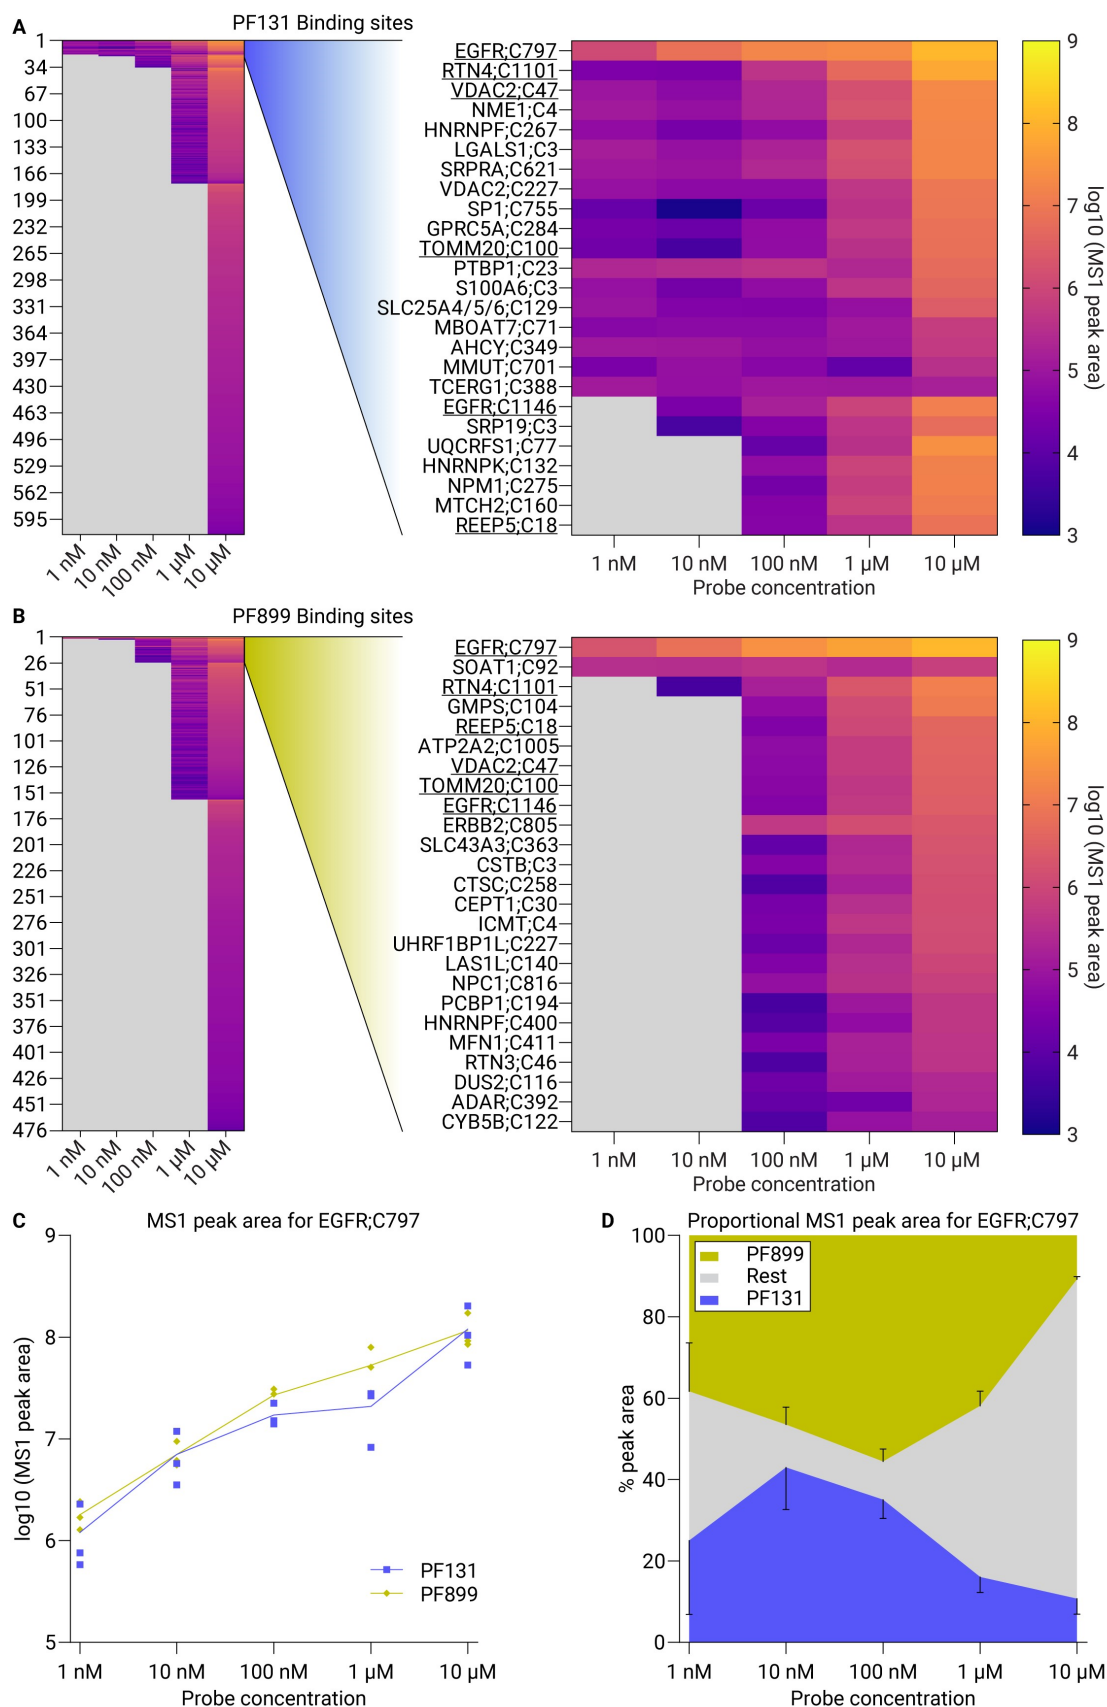 A
PF131 Binding sites
1
34
67
100
133
166
199
232
265
298
331
364
397
430
463
496
529
562
595
1 nM
10 nM
100 nM
1 µM
10 µM
EGFR;C797
RTN4;C1101
VDAC2;C47
NME1;C4
HNRNPF;C267
LGALS1;C3
SRPRA;C621
VDAC2;C227
SP1;C755
GPRC5A;C284
TOMM20;C100
PTBP1;C23
S100A6;C3
SLC25A4/5/6;C129
MBOAT7;C71
AHCY;C349
MMUT;C701
TCERG1;C388
EGFR;C1146
SRP19;C3
UQCRFS1;C77
HNRNPK;C132
NPM1;C275
MTCH2;C160
REEP5;C18
1 nM
10 nM
100 nM
1 µM
10 µM
Probe concentration
9
8
7
6
5
4
3
log10 (MS1 peak area)
B
PF899 Binding sites
1
26
51
76
101
126
151
176
201
226
251
276
301
326
351
376
401
426
451
476
1 nM
10 nM
100 nM
1 µM
10 µM
EGFR;C797
SOAT1;C92
RTN4;C1101
GMPS;C104
REEP5;C18
ATP2A2;C1005
VDAC2;C47
TOMM20;C100
EGFR;C1146
ERBB2;C805
SLC43A3;C363
CSTB;C3
CTSC;C258
CEPT1;C30
ICMT;C4
UHRF1BP1L;C227
LAS1L;C140
NPC1;C816
PCBP1;C194
HNRNPF;C400
MFN1;C411
RTN3;C46
DUS2;C116
ADAR;C392
CYB5B;C122
1 nM
10 nM
100 nM
1 µM
10 µM
Probe concentration
9
8
7
6
5
4
3
log10 (MS1 peak area)
C
MS1 peak area for EGFR;C797
9
8
7
6
5
log10 (MS1 peak area)
PF131
PF899
1 nM
10 nM
100 nM
1 µM
10 µM
Probe concentration
D
Proportional MS1 peak area for EGFR;C797
100
80
60
40
20
0
% peak area
PF899
Rest
PF131
1 nM
10 nM
100 nM
1 µM
10 µM
Probe concentration